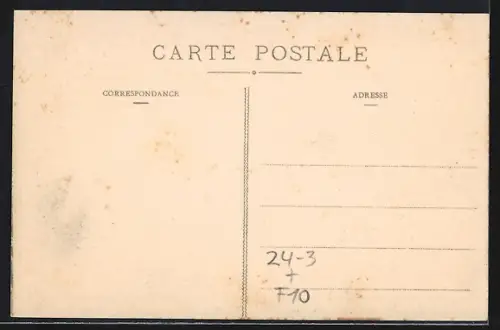 CARTE POSTALE
CORRESPONDANCE
ADRESSE
24-3
+
F10